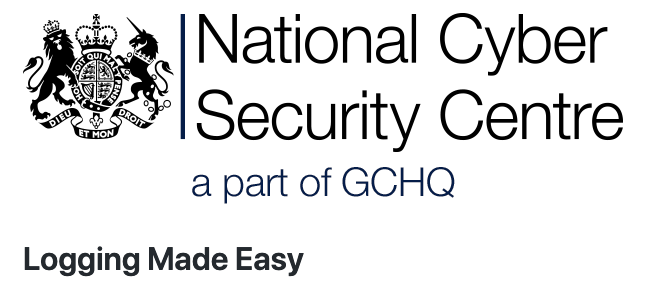 National Cyber
Security Centre
a part of GCHQ
DIEU ET MON DROIT
Logging Made Easy